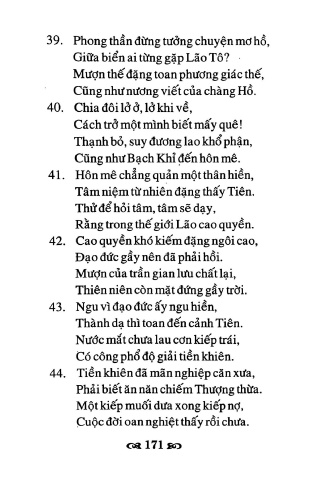 39. Phong thần đừng tưởng chuyện mơ hồ,
Giữa biển ai từng gặp Lão Tô?
Mượn thế đặng toan phương giác thế,
Cũng như nương viết của chàng Hồ.
40. Chia đôi lở ở, lở khi về,
Cách trở một mình biết mấy quê!
Thạnh bỏ, suy đương lao khổ phận,
Cũng như Bạch Khỉ đến hôn mê.
41. Hôn mê chẳng quản một thân hiền,
Tâm niệm từ nhiên đặng thấy Tiên.
Thử để hỏi tâm, tâm sẽ dạy,
Rằng trong thế giới Lão cao quyền.
42. Cao quyền khó kiếm đặng ngôi cao,
Đạo đức gầy nên đã phải hồi.
Mượn của trần gian lưu chất lại,
Thiên niên còn mặt đứng gầy trời.
43. Ngu vì đạo đức ấy ngu hiền,
Thành dạ thì toan đến cảnh Tiên.
Nước mắt chưa lau cơn kiếp trái,
Có công phổ độ giải tiền khiên.
44. Tiền khiên đã mãn nghiệp căn xưa,
Phải biết ăn năn chiếm Thượng thừa.
Một kiếp muối dưa xong kiếp nợ,
Cuộc đời oan nghiệt thấy rồi chưa.
171